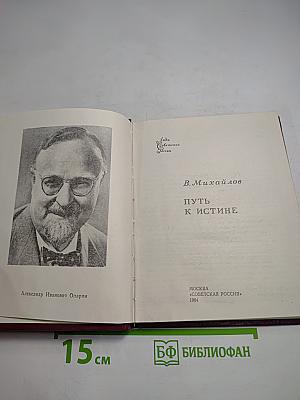 Александр Иванович Опарин
Люди
Советской
России
В. Михайлов
ПУТЬ
К ИСТИНЕ
МОСКВА
«СОВЕТСКАЯ РОССИЯ»
1984
15 см
БФ БИБЛИОФАН